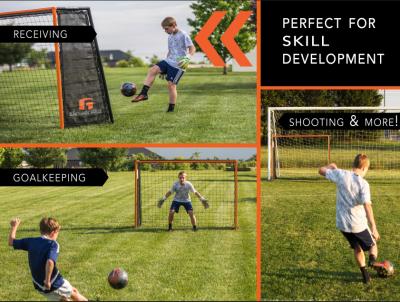 RECEIVING
PERFECT FOR
SKILL
DEVELOPMENT
SHOOTING & MORE!
GOALKEEPING